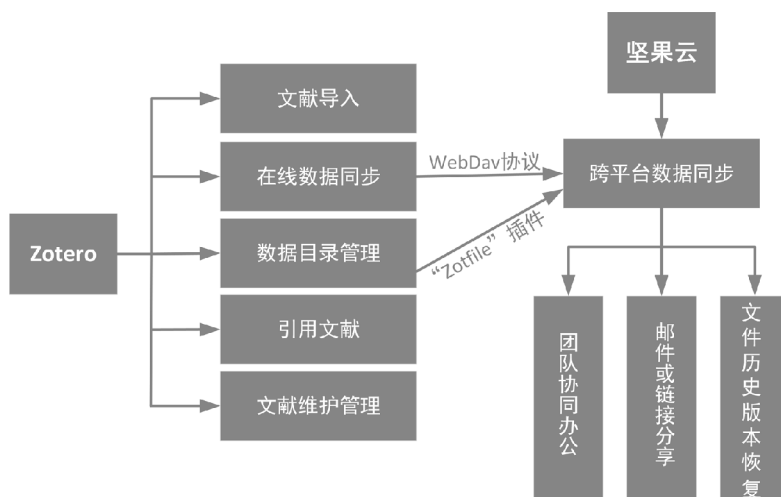 坚果云
文献导入
在线数据同步
WebDav协议
跨平台数据同步
Zotero
数据目录管理
“Zotfile”插件
引用文献
文献维护管理
团队协同办公
邮件或链接分享
文件历史版本恢复